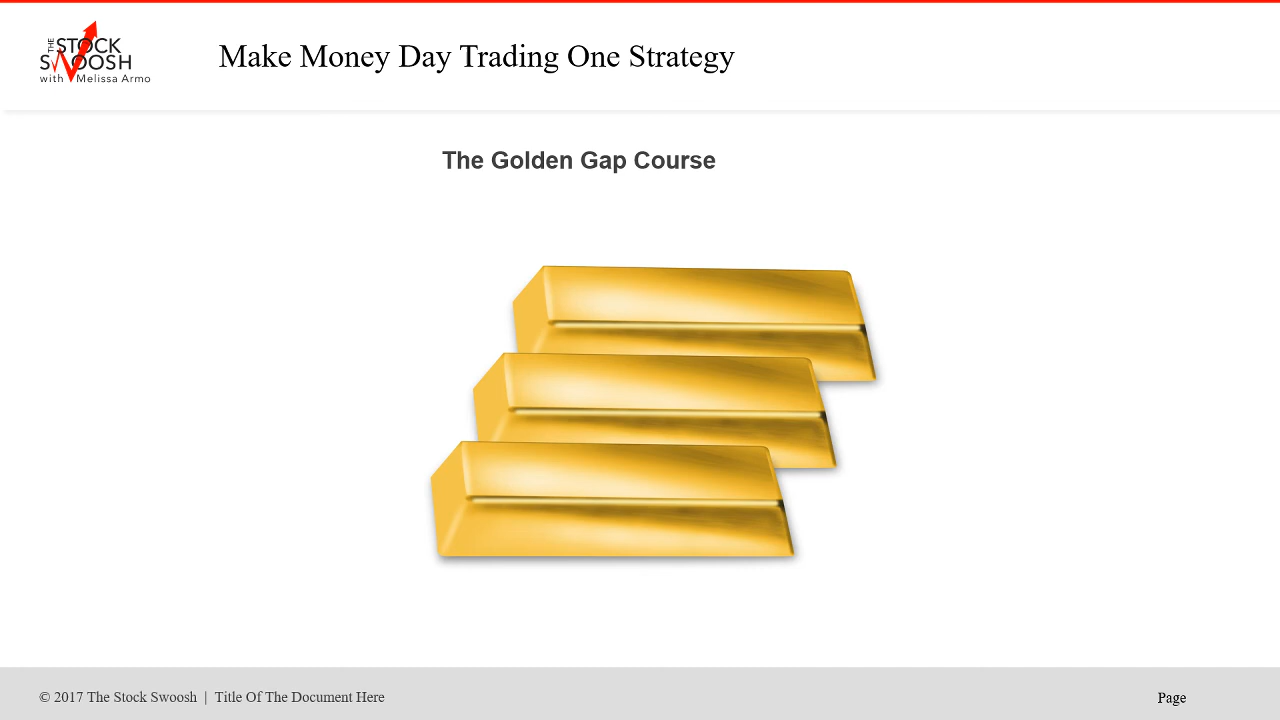 THE STOCK
SWOOSH
with Melissa Armo
Make Money Day Trading One Strategy
The Golden Gap Course
© 2017 The Stock Swoosh | Title Of The Document Here
Page